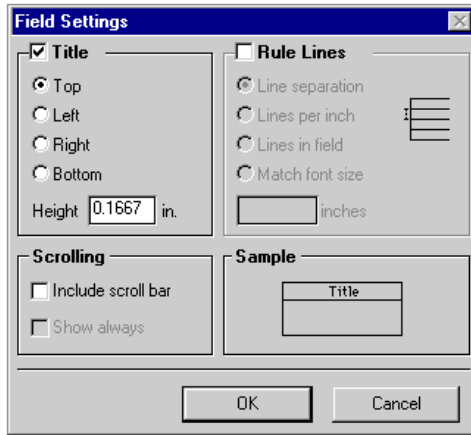 Field Settings
Title
Top
Left
Right
Bottom
Height 0.1667 in.
Rule Lines
Line separation
Lines per inch
Lines in field
Match font size
inches
Scrolling
Include scroll bar
Show always
Sample
Title
OK
Cancel